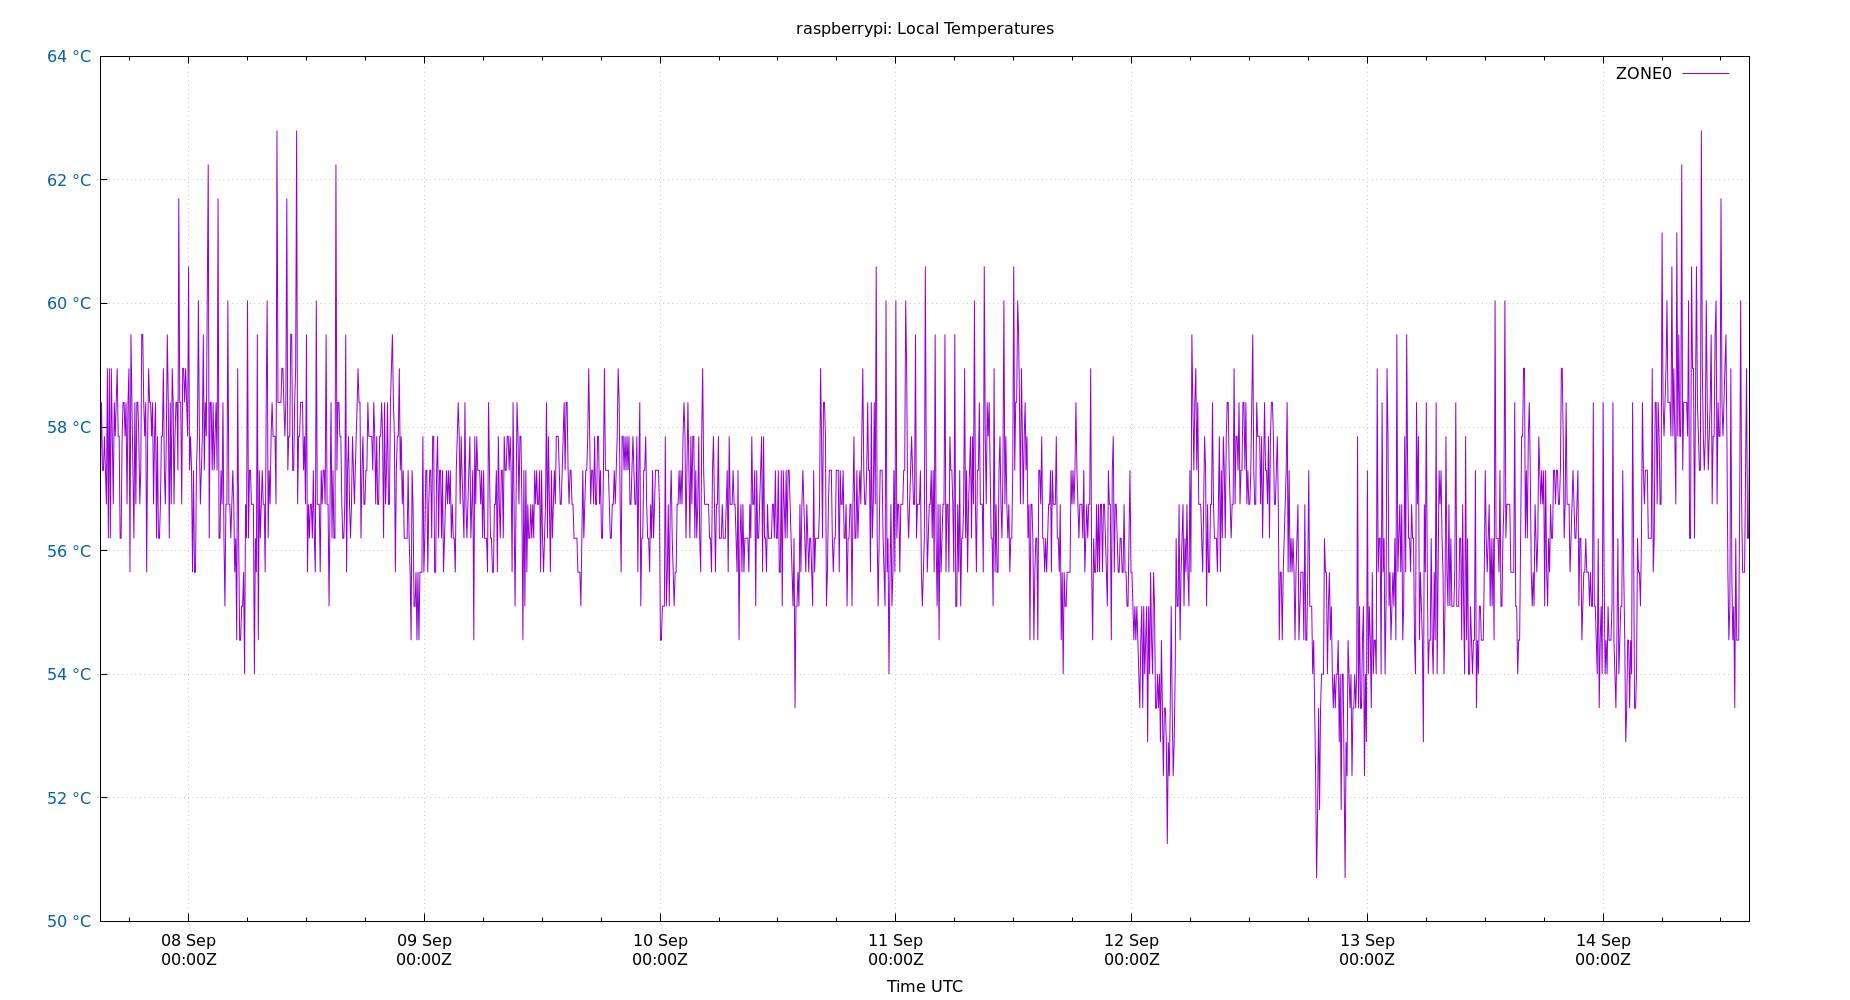 raspberrypi: Local Temperatures
64 °C
ZONE0
62 °C
60 °C
58 °C
56 °C
54 °C
52 °C
50 °C
08 Sep 09 Sep 10 Sep 11 Sep 12 Sep 13 Sep 14 Sep
00:00Z 00:00Z 00:00Z 00:00Z 00:00Z 00:00Z 00:00Z
Time UTC